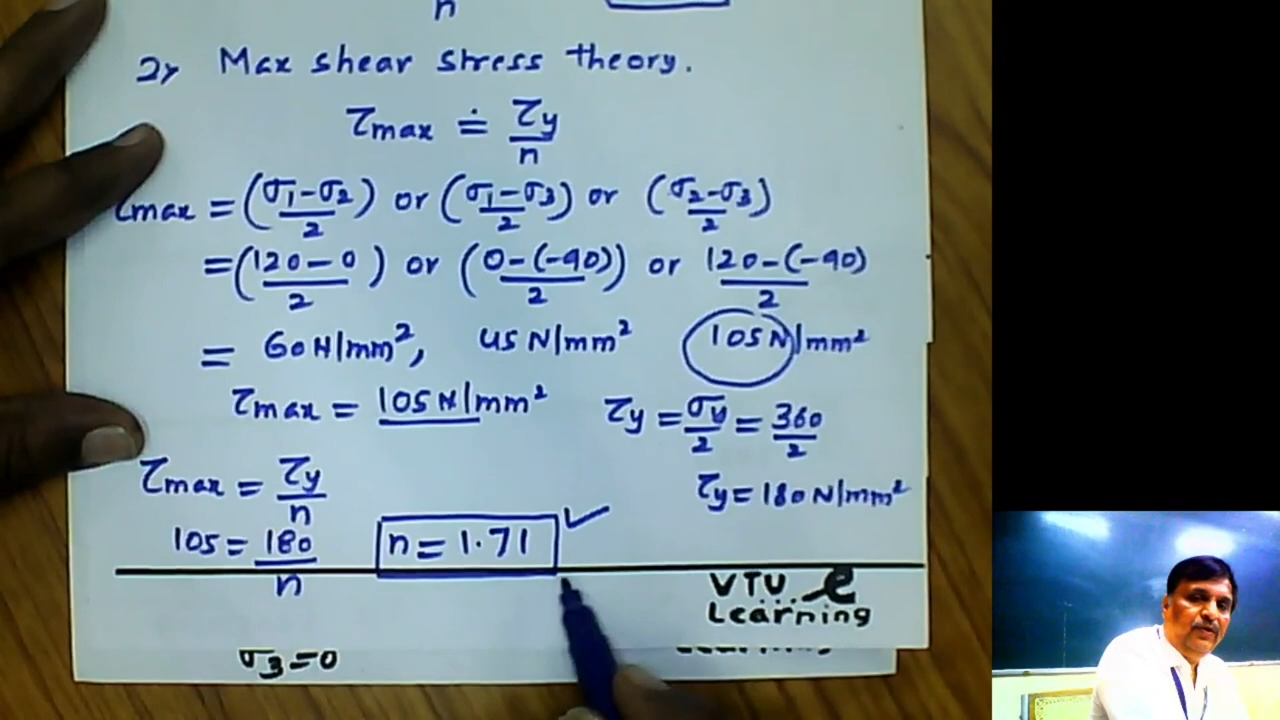 n
2) Max shear stress theory.
τmax ≐ τy/n
τmax = (σ1-σ2)/2 or (σ1-σ3)/2 or (σ2-σ3)/2
= (120-0)/2 or (0-(-90))/2 or 120-(-90)/2
= 60 N/mm², 45 N/mm² 105 N/mm²
τmax = 105 N/mm² τy = σy/2 = 360/2
τmax = τy/n τy = 180 N/mm²
105 = 180/n n = 1.71 ✓
VTU e
Learning
σ3=0 Learning